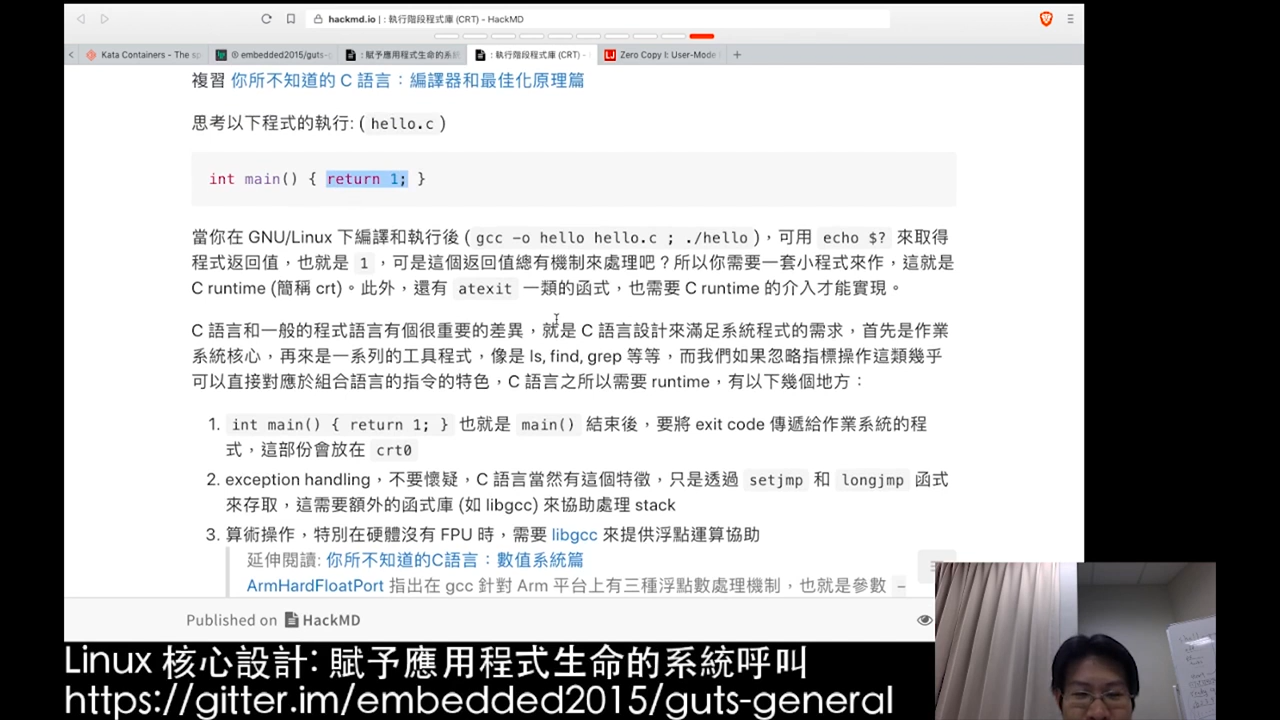 hackmd.io | : 執行階段程式庫 (CRT) - HackMD
Kata Containers - The sp
embedded2015/guts-
: 賦予應用程式生命的系統
: 執行階段程式庫 (CRT) -
Zero Copy I: User-Mode
複習 你所不知道的 C 語言：編譯器和最佳化原理篇
思考以下程式的執行: ( hello.c )
int main() { return 1; }
當你在 GNU/Linux 下編譯和執行後 ( gcc -o hello hello.c ; ./hello )，可用 echo $? 來取得
程式返回值，也就是 1 ，可是這個返回值總有機制來處理吧？所以你需要一套小程式來作，這就是
C runtime (簡稱 crt)。此外，還有 atexit 一類的函式，也需要 C runtime 的介入才能實現。
C 語言和一般的程式語言有個很重要的差異，就是 C 語言設計來滿足系統程式的需求，首先是作業
系統核心，再來是一系列的工具程式，像是 ls, find, grep 等等，而我們如果忽略指標操作這類幾乎
可以直接對應於組合語言的指令的特色，C 語言之所以需要 runtime，有以下幾個地方：
1. int main() { return 1; } 也就是 main() 結束後，要將 exit code 傳遞給作業系統的程
式，這部份會放在 crt0
2. exception handling，不要懷疑，C 語言當然有這個特徵，只是透過 setjmp 和 longjmp 函式
來存取，這需要額外的函式庫 (如 libgcc) 來協助處理 stack
3. 算術操作，特別在硬體沒有 FPU 時，需要 libgcc 來提供浮點運算協助
延伸閱讀: 你所不知道的C語言：數值系統篇
ArmHardFloatPort 指出在 gcc 針對 Arm 平台上有三種浮點數處理機制，也就是參數 –
Published on HackMD
Linux 核心設計: 賦予應用程式生命的系統呼叫
https://gitter.im/embedded2015/guts-general